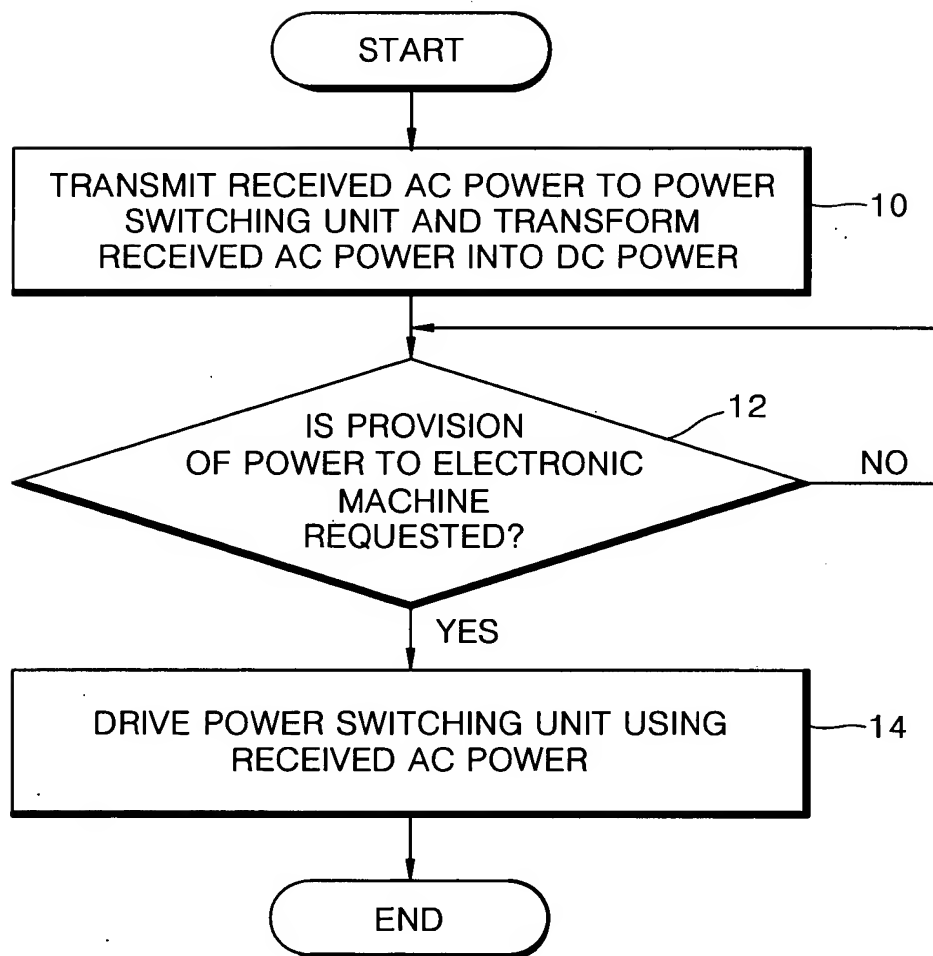 START
TRANSMIT RECEIVED AC POWER TO POWER
SWITCHING UNIT AND TRANSFORM
RECEIVED AC POWER INTO DC POWER
10
IS PROVISION
OF POWER TO ELECTRONIC
MACHINE
REQUESTED?
12
NO
YES
DRIVE POWER SWITCHING UNIT USING
RECEIVED AC POWER
14
END